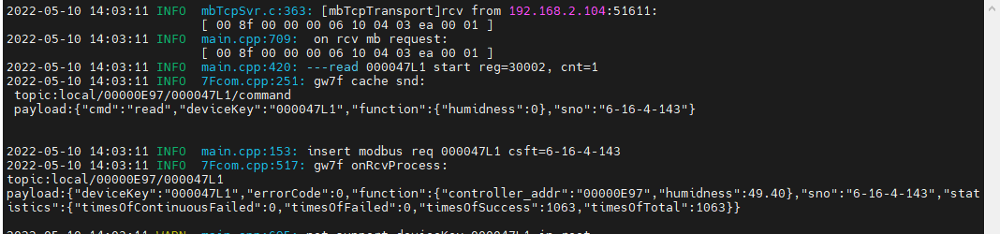 2022-05-10 14:03:11 INFO  mbTcpSvr.c:363: [mbTcpTransport]rcv from 192.168.2.104:51611:
[ 00 8f 00 00 00 06 10 04 03 ea 00 01 ]
2022-05-10 14:03:11 INFO  main.cpp:709:  on rcv mb request:
[ 00 8f 00 00 00 06 10 04 03 ea 00 01 ]
2022-05-10 14:03:11 INFO  main.cpp:420: ---read 000047L1 start reg=30002, cnt=1
2022-05-10 14:03:11 INFO  7Fcom.cpp:251: gw7f cache snd:
topic:local/00000E97/000047L1/command
payload:{"cmd":"read","deviceKey":"000047L1","function":{"humidness":0},"sno":"6-16-4-143"}
2022-05-10 14:03:11 INFO  main.cpp:153: insert modbus req 000047L1 csft=6-16-4-143
2022-05-10 14:03:11 INFO  7Fcom.cpp:517: gw7f onRcvProcess:
topic:local/00000E97/000047L1
payload:{"deviceKey":"000047L1","errorCode":0,"function":{"controller_addr":"00000E97","humidness":49.40},"sno":"6-16-4-143","stat
istics":{"timesOfContinuousFailed":0,"timesOfFailed":0,"timesOfSuccess":1063,"timesOfTotal":1063}}